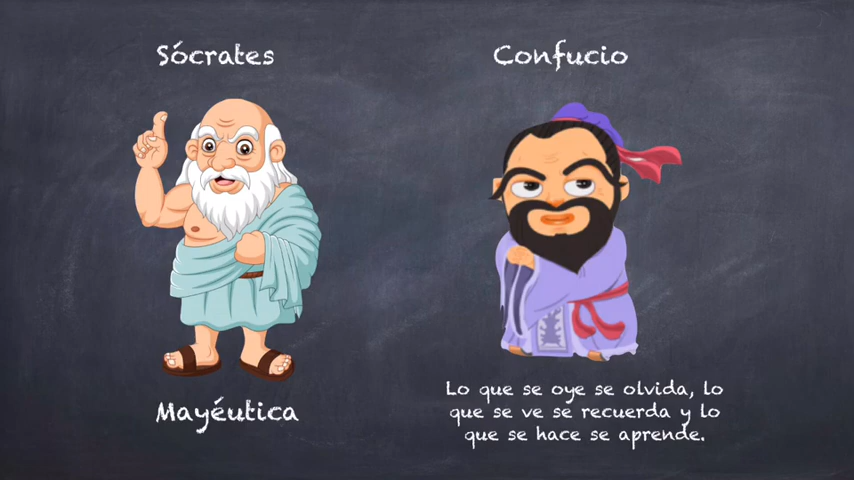 Sócrates
Confucio
Mayéutica
Lo que se oye se olvida, lo
que se ve se recuerda y lo
que se hace se aprende.